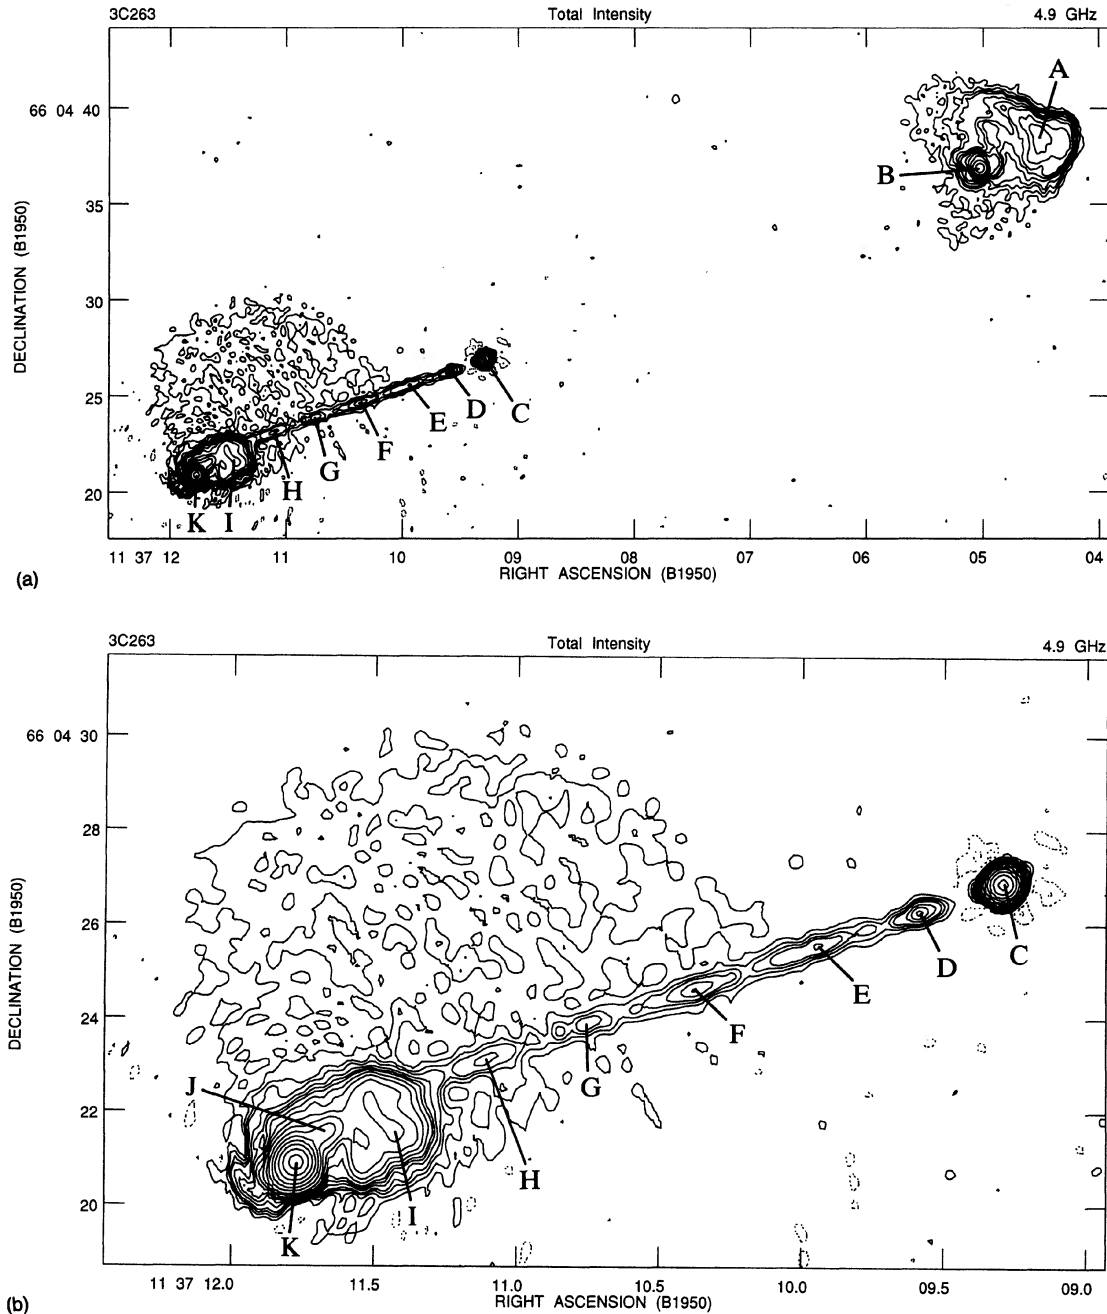 3C263 Total Intensity 4.9 GHz
A
66 04 40
B
35
DECLINATION (B1950)
30
25
C
D
E
F
G
H
20
K I
11 37 12 11 10 09 08 07 06 05 04
RIGHT ASCENSION (B1950)
(a)
3C263 Total Intensity 4.9 GHz
66 04 30
28
26
DECLINATION (B1950)
C
D
E
24
F
G
J
22
H
20
I
K
11 37 12.0 11.5 11.0 10.5 10.0 09.5 09.0
RIGHT ASCENSION (B1950)
(b)